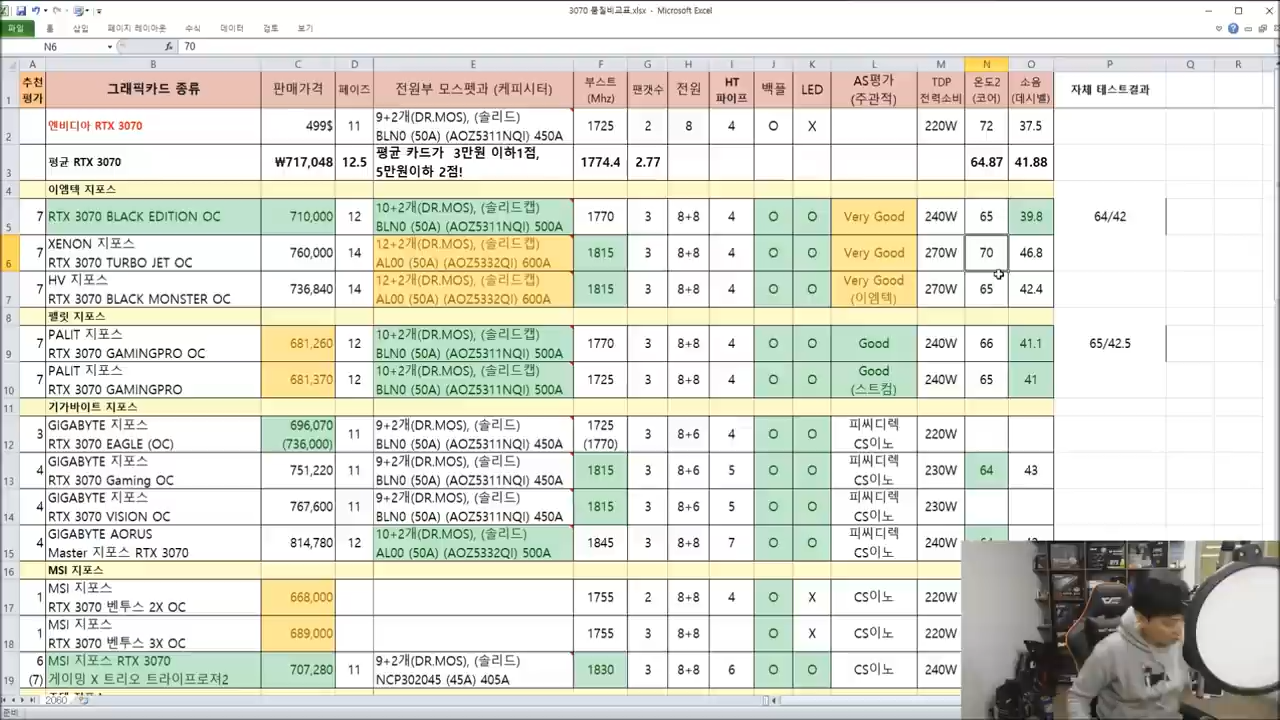 3070 품질비교표.xlsx - Microsoft Excel
파일 홈 삽입 페이지 레이아웃 수식 데이터 검토 보기
N6 fx 70
A B C D E F G H I J K L M N O P Q R
1 추천 평가 그래픽카드 종류 판매가격 페이즈 전원부 모스펫과 (케피시터) 부스트 (Mhz) 팬갯수 전원 HT 파이프 백플 LED AS평가 (주관적) TDP 전력소비 온도2 (코어) 소음 (데시벨) 자체 테스트결과
2 엔비디아 RTX 3070 499$ 11 9+2개(DR.MOS), (솔리드) BLN0 (50A) (AOZ5311NQI) 450A 1725 2 8 4 O X 220W 72 37.5
3 평균 RTX 3070 ₩717,048 12.5 평균 카드가 3만원 이하1점, 5만원이하 2점! 1774.4 2.77 64.87 41.88
4 이엠텍 지포스
5 7 RTX 3070 BLACK EDITION OC 710,000 12 10+2개(DR.MOS), (솔리드캡) BLN0 (50A) (AOZ5311NQI) 500A 1770 3 8+8 4 O O Very Good 240W 65 39.8 64/42
6 7 XENON 지포스 RTX 3070 TURBO JET OC 760,000 14 12+2개(DR.MOS), (솔리드캡) AL00 (50A) (AOZ5332QI) 600A 1815 3 8+8 4 O O Very Good 270W 70 46.8
7 7 HV 지포스 RTX 3070 BLACK MONSTER OC 736,840 14 12+2개(DR.MOS), (솔리드캡) AL00 (50A) (AOZ5332QI) 600A 1815 3 8+8 4 O O Very Good (이엠텍) 270W 65 42.4
8 팰릿 지포스
9 7 PALIT 지포스 RTX 3070 GAMINGPRO OC 681,260 12 10+2개(DR.MOS), (솔리드캡) BLN0 (50A) (AOZ5311NQI) 500A 1770 3 8+8 4 O O Good 240W 66 41.1 65/42.5
10 7 PALIT 지포스 RTX 3070 GAMINGPRO 681,370 12 10+2개(DR.MOS), (솔리드캡) BLN0 (50A) (AOZ5311NQI) 500A 1725 3 8+8 4 O O Good (스트컴) 240W 65 41
11 기가바이트 지포스
12 3 GIGABYTE 지포스 RTX 3070 EAGLE (OC) 696,070 (736,000) 11 9+2개(DR.MOS), (솔리드) BLN0 (50A) (AOZ5311NQI) 450A 1725 (1770) 3 8+6 4 O O 피씨디렉 CS이노 220W
13 4 GIGABYTE 지포스 RTX 3070 Gaming OC 751,220 11 9+2개(DR.MOS), (솔리드) BLN0 (50A) (AOZ5311NQI) 450A 1815 3 8+6 5 O O 피씨디렉 CS이노 230W 64 43
14 4 GIGABYTE 지포스 RTX 3070 VISION OC 767,600 11 9+2개(DR.MOS), (솔리드) BLN0 (50A) (AOZ5311NQI) 450A 1815 3 8+6 5 O O 피씨디렉 CS이노 230W
15 4 GIGABYTE AORUS Master 지포스 RTX 3070 814,780 12 10+2개(DR.MOS), (솔리드) AL00 (50A) (AOZ5332QI) 500A 1845 3 8+8 7 O O 피씨디렉 CS이노 240W
16 MSI 지포스
17 1 MSI 지포스 RTX 3070 벤투스 2X OC 668,000 1755 2 8+8 4 O X CS이노 220W
18 1 MSI 지포스 RTX 3070 벤투스 3X OC 689,000 1755 3 8+8 O X CS이노 220W
19 6 (7) MSI 지포스 RTX 3070 게이밍 X 트리오 트라이프로져2 707,280 11 9+2개(DR.MOS), (솔리드) NCP302045 (45A) 405A 1830 3 8+8 6 O O CS이노 240W
2060
준비